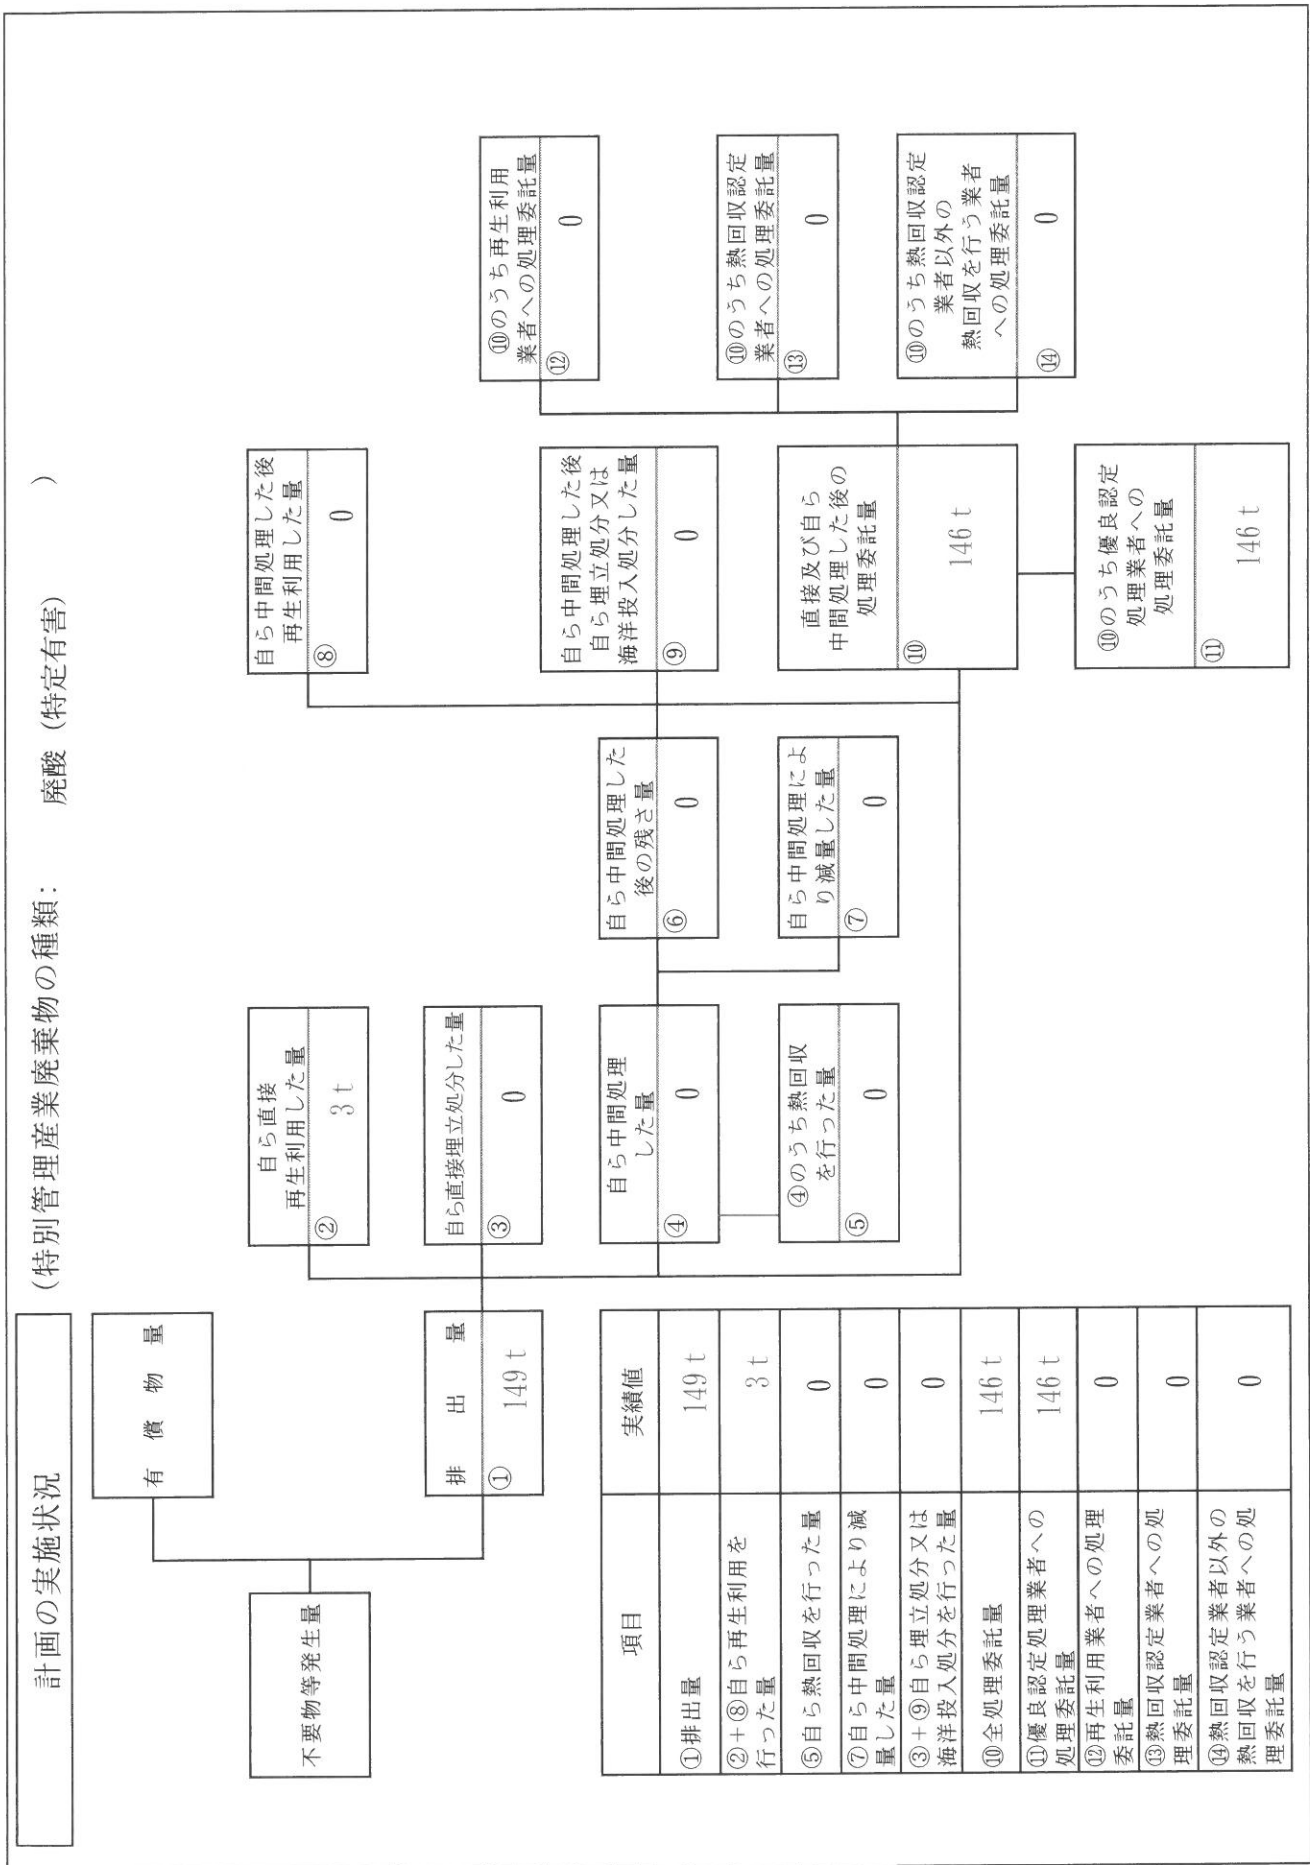 計画の実施状況
(特別管理産業廃棄物の種類: 廃酸 (特定有害) )
有償物量
不要物等発生量
排出量
① 149 t
自ら直接
再生利用した量
② 3 t
自ら直接埋立処分した量
③ 0
自ら中間処理
した量
④ 0
④のうち熱回収
を行った量
⑤ 0
自ら中間処理した
後の残さ量
⑥ 0
自ら中間処理によ
り減量した量
⑦ 0
自ら中間処理した後
再生利用した量
⑧ 0
自ら中間処理した後
自ら埋立処分又は
海洋投入処分した量
⑨ 0
直接及び自ら
中間処理した後の
処理委託量
⑩ 146 t
⑩のうち優良認定
処理業者への
処理委託量
⑪ 146 t
⑩のうち再生利用
業者への処理委託量
⑫ 0
⑩のうち熱回収認定
業者への処理委託量
⑬ 0
⑩のうち熱回収認定
業者以外の
熱回収を行う業者
への処理委託量
⑭ 0
項目 実績値
①排出量 149 t
②+⑧自ら再生利用を
行った量 3 t
⑤自ら熱回収を行った量 0
⑦自ら中間処理により減
量した量 0
③+⑨自ら埋立処分又は
海洋投入処分を行った量 0
⑩全処理委託量 146 t
⑪優良認定処理業者への
処理委託量 146 t
⑫再生利用業者への処理
委託量 0
⑬熱回収認定業者への処
理委託量 0
⑭熱回収認定業者以外の
熱回収を行う業者への処
理委託量 0